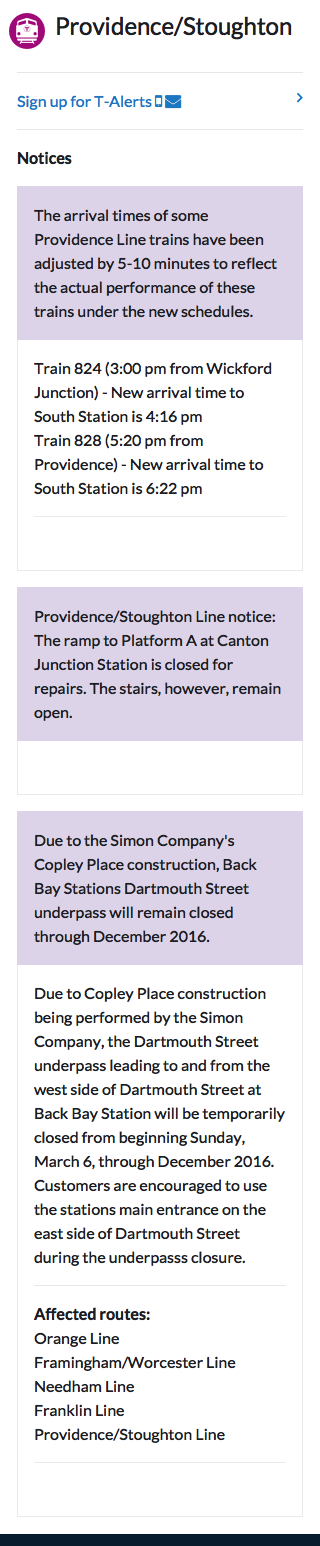 Providence/Stoughton
Sign up for T-Alerts
Notices
The arrival times of some
Providence Line trains have been
adjusted by 5-10 minutes to reflect
the actual performance of these
trains under the new schedules.
Train 824 (3:00 pm from Wickford
Junction) - New arrival time to
South Station is 4:16 pm
Train 828 (5:20 pm from
Providence) - New arrival time to
South Station is 6:22 pm
Providence/Stoughton Line notice:
The ramp to Platform A at Canton
Junction Station is closed for
repairs. The stairs, however, remain
open.
Due to the Simon Company's
Copley Place construction, Back
Bay Stations Dartmouth Street
underpass will remain closed
through December 2016.
Due to Copley Place construction
being performed by the Simon
Company, the Dartmouth Street
underpass leading to and from the
west side of Dartmouth Street at
Back Bay Station will be temporarily
closed from beginning Sunday,
March 6, through December 2016.
Customers are encouraged to use
the stations main entrance on the
east side of Dartmouth Street
during the underpasss closure.
Affected routes:
Orange Line
Framingham/Worcester Line
Needham Line
Franklin Line
Providence/Stoughton Line